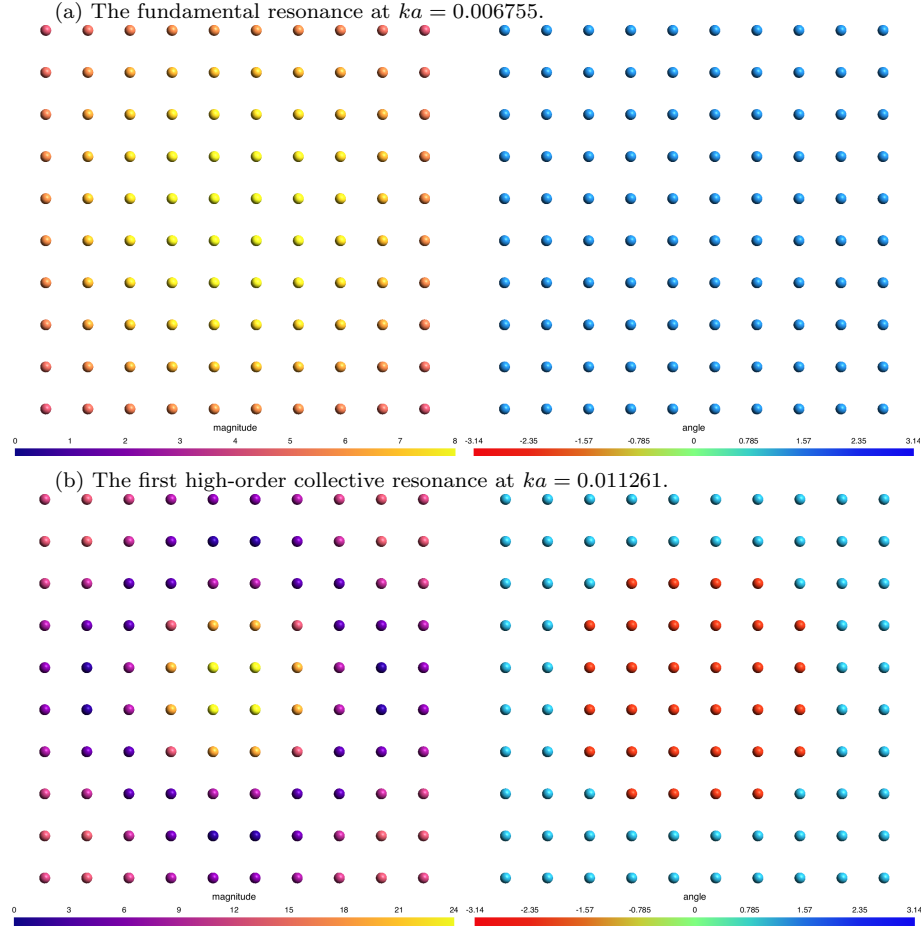 (a) The fundamental resonance at ka = 0.006755.
magnitude angle
0 1 2 3 4 5 6 7 8 -3.14 -2.35 -1.57 -0.785 0 0.785 1.57 2.35 3.14
(b) The first high-order collective resonance at ka = 0.011261.
magnitude angle
0 3 6 9 12 15 18 21 24 -3.14 -2.35 -1.57 -0.785 0 0.785 1.57 2.35 3.14